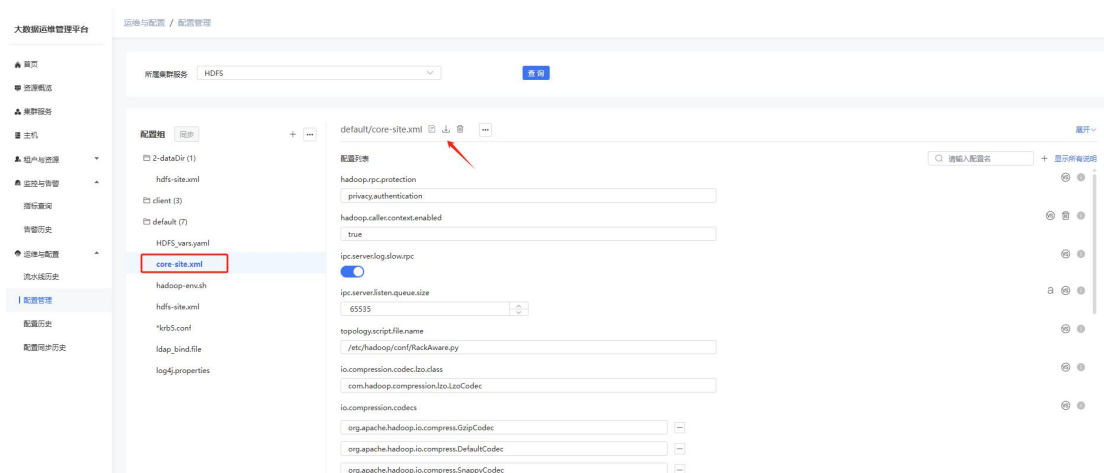 大数据运维管理平台
运维与配置 / 配置管理
首页
资源概览
集群服务
主机
租户与资源
监控与告警
指标查询
告警历史
运维与配置
流水线历史
配置管理
配置历史
配置同步历史
所属集群服务 HDFS 查询
配置组 同步 + ...
2-dataDir (1)
hdfs-site.xml
client (3)
default (7)
HDFS_vars.yaml
core-site.xml
hadoop-env.sh
hdfs-site.xml
*krb5.conf
ldap_bind.file
log4j.properties
default/core-site.xml ... 展开
配置列表 请输入配置名 + 显示所有说明
hadoop.rpc.protection
privacy,authentication
hadoop.caller.context.enabled
true
ipc.server.log.slow.rpc
ipc.server.listen.queue.size
65535
topology.script.file.name
/etc/hadoop/conf/RackAware.py
io.compression.codec.lzo.class
com.hadoop.compression.lzo.LzoCodec
io.compression.codecs
org.apache.hadoop.io.compress.GzipCodec
org.apache.hadoop.io.compress.DefaultCodec
org.apache.hadoop.io.compress.SnappyCodec